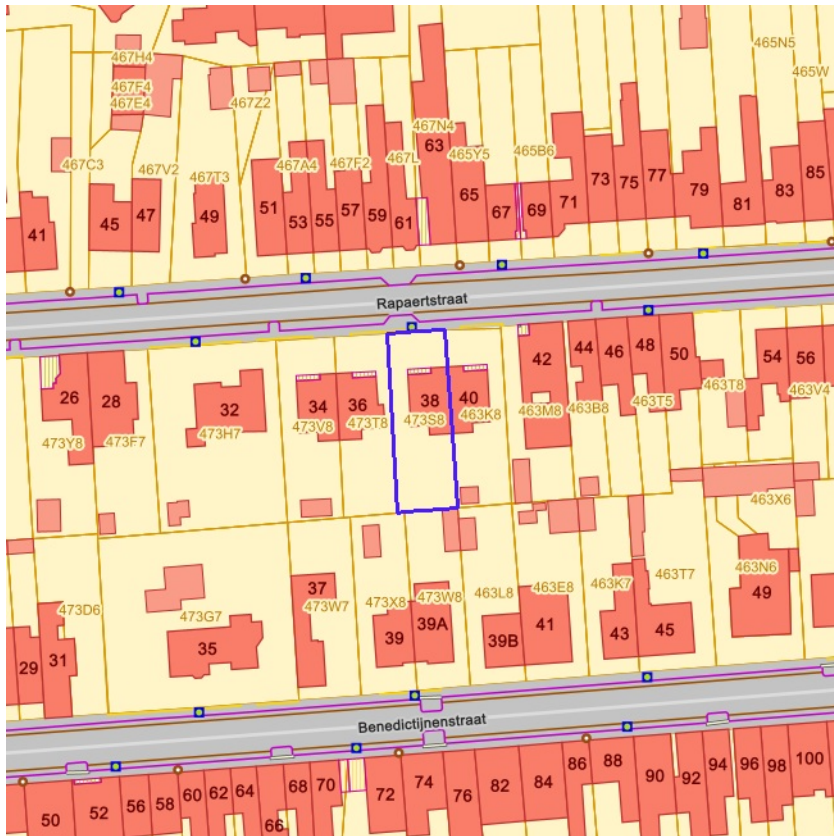 465N5
467H4
465W
467F4
467Z2
467E4
467N4
63
467C3
467V2
467A4
467F2
467L
465Y5
465B6
467T3
73
75
77
79
83
85
41
45
47
49
51
53
55
57
59
61
65
67
69
71
81
Rapaertstraat
26
28
32
34
36
38
40
42
44
46
48
50
54
56
463T8
463V4
473Y8
473F7
473H7
473V8
473T8
473S8
463K8
463M8
463B8
463T5
463X6
37
473D6
473G7
473W7
473X8
473W8
463L8
463E8
463K7
463T7
463N6
49
29
31
35
39
39A
39B
41
43
45
Benedictijnenstraat
50
52
56
58
60
62
64
66
68
70
72
74
76
82
84
86
88
90
92
94
96
98
100